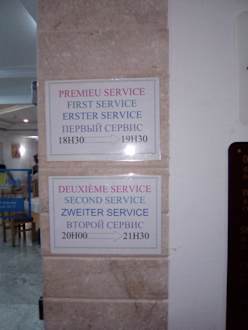 PREMIEU SERVICE
FIRST SERVICE
ERSTER SERVICE
ПЕРВЫЙ СЕРВИС
18H30 → 19H30
DEUXIÈME SERVICE
SECOND SERVICE
ZWEITER SERVICE
ВТОРОЙ СЕРВИС
20H00 → 21H30